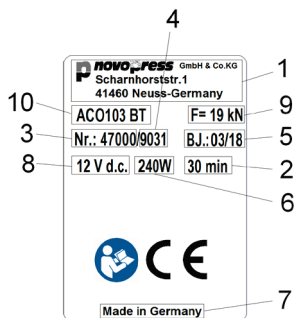 4
novopress GmbH & Co.KG
Scharnhorststr.1
41460 Neuss-Germany
1
10
ACO103 BT
F= 19 kN
9
3
Nr.: 47000/9031
BJ.:03/18
5
8
12 V d.c.
240W
30 min
2
6
CE
Made in Germany
7